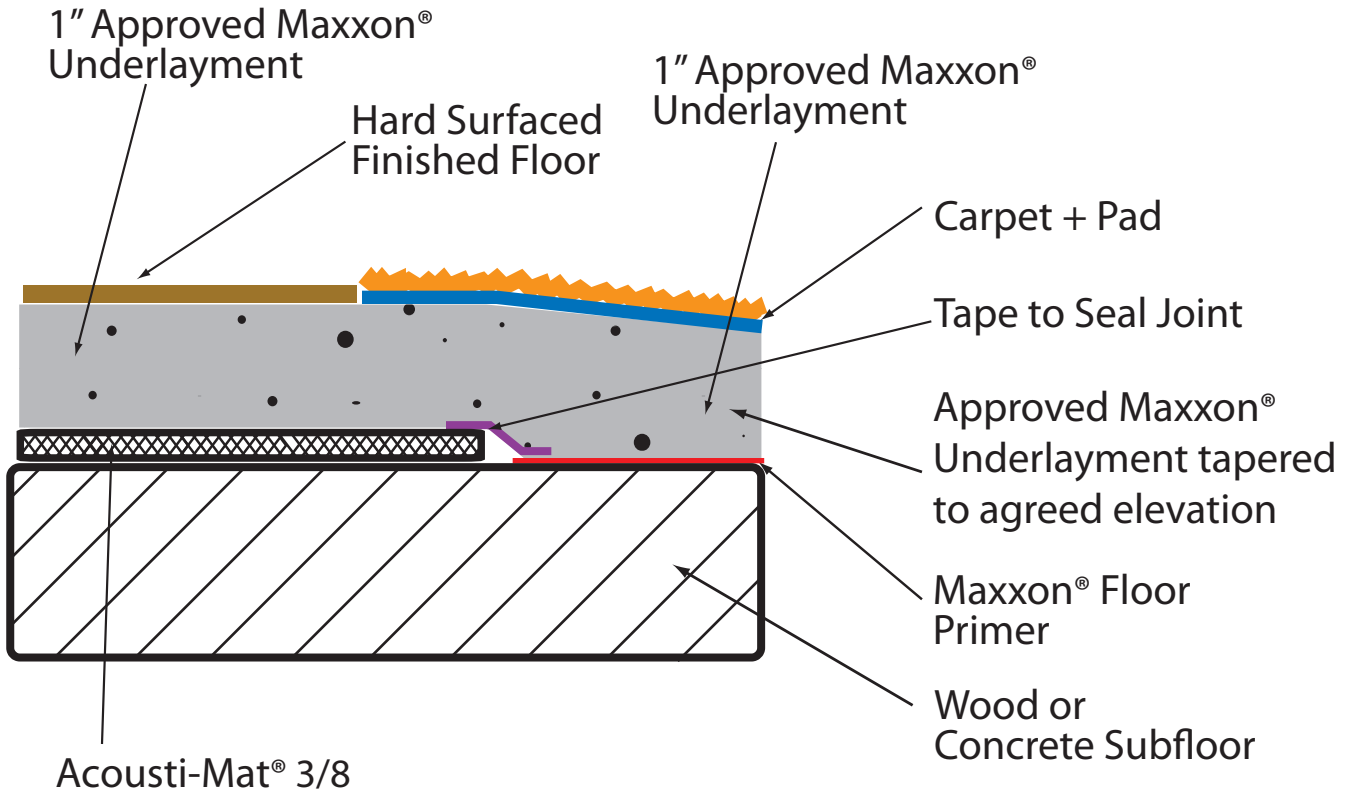 1” Approved Maxxon®
Underlayment
1” Approved Maxxon®
Underlayment
Hard Surfaced
Finished Floor
Carpet + Pad
Tape to Seal Joint
Approved Maxxon®
Underlayment tapered
to agreed elevation
Maxxon® Floor
Primer
Wood or
Concrete Subfloor
Acousti-Mat® 3/8